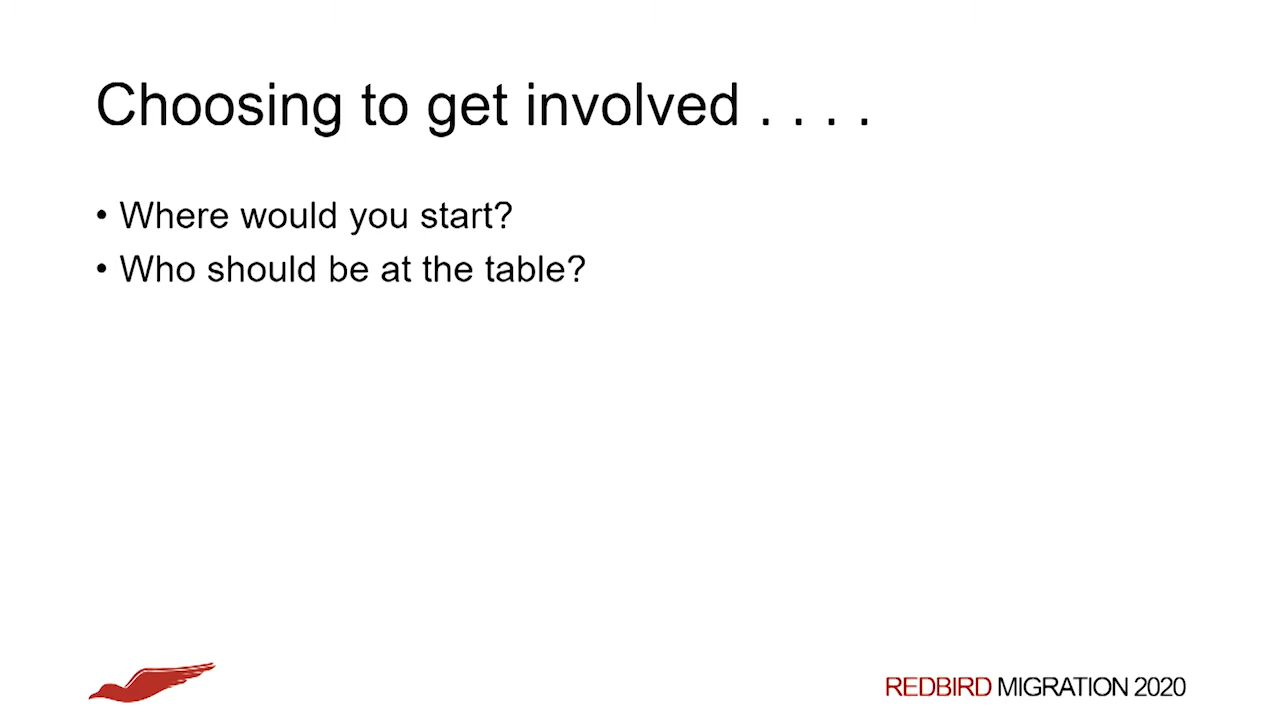 Choosing to get involved . . . .
• Where would you start?
• Who should be at the table?
REDBIRD MIGRATION 2020